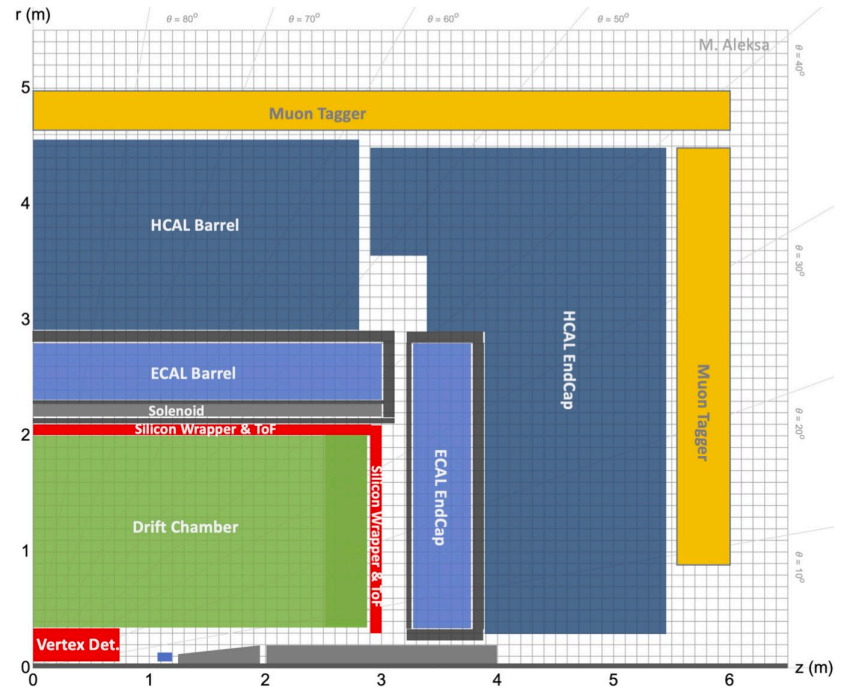 r (m)
θ = 80°
θ = 70°
θ = 60°
θ = 50°
M. Aleksa
θ = 40°
5
Muon Tagger
4
HCAL Barrel
θ = 30°
3
HCAL EndCap
ECAL Barrel
Muon Tagger
Solenoid
θ = 20°
2
Silicon Wrapper & ToF
Silicon Wrapper & ToF
ECAL EndCap
Drift Chamber
1
θ = 10°
Vertex Det.
0
0 1 2 3 4 5 6 z (m)